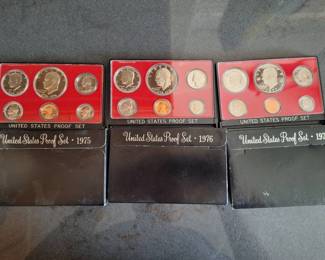 UNITED STATES PROOF SET
UNITED STATES PROOF SET
UNITED STATES PROOF SET
United States Proof Set · 1975
United States Proof Set · 1976
United States Proof Set · 197